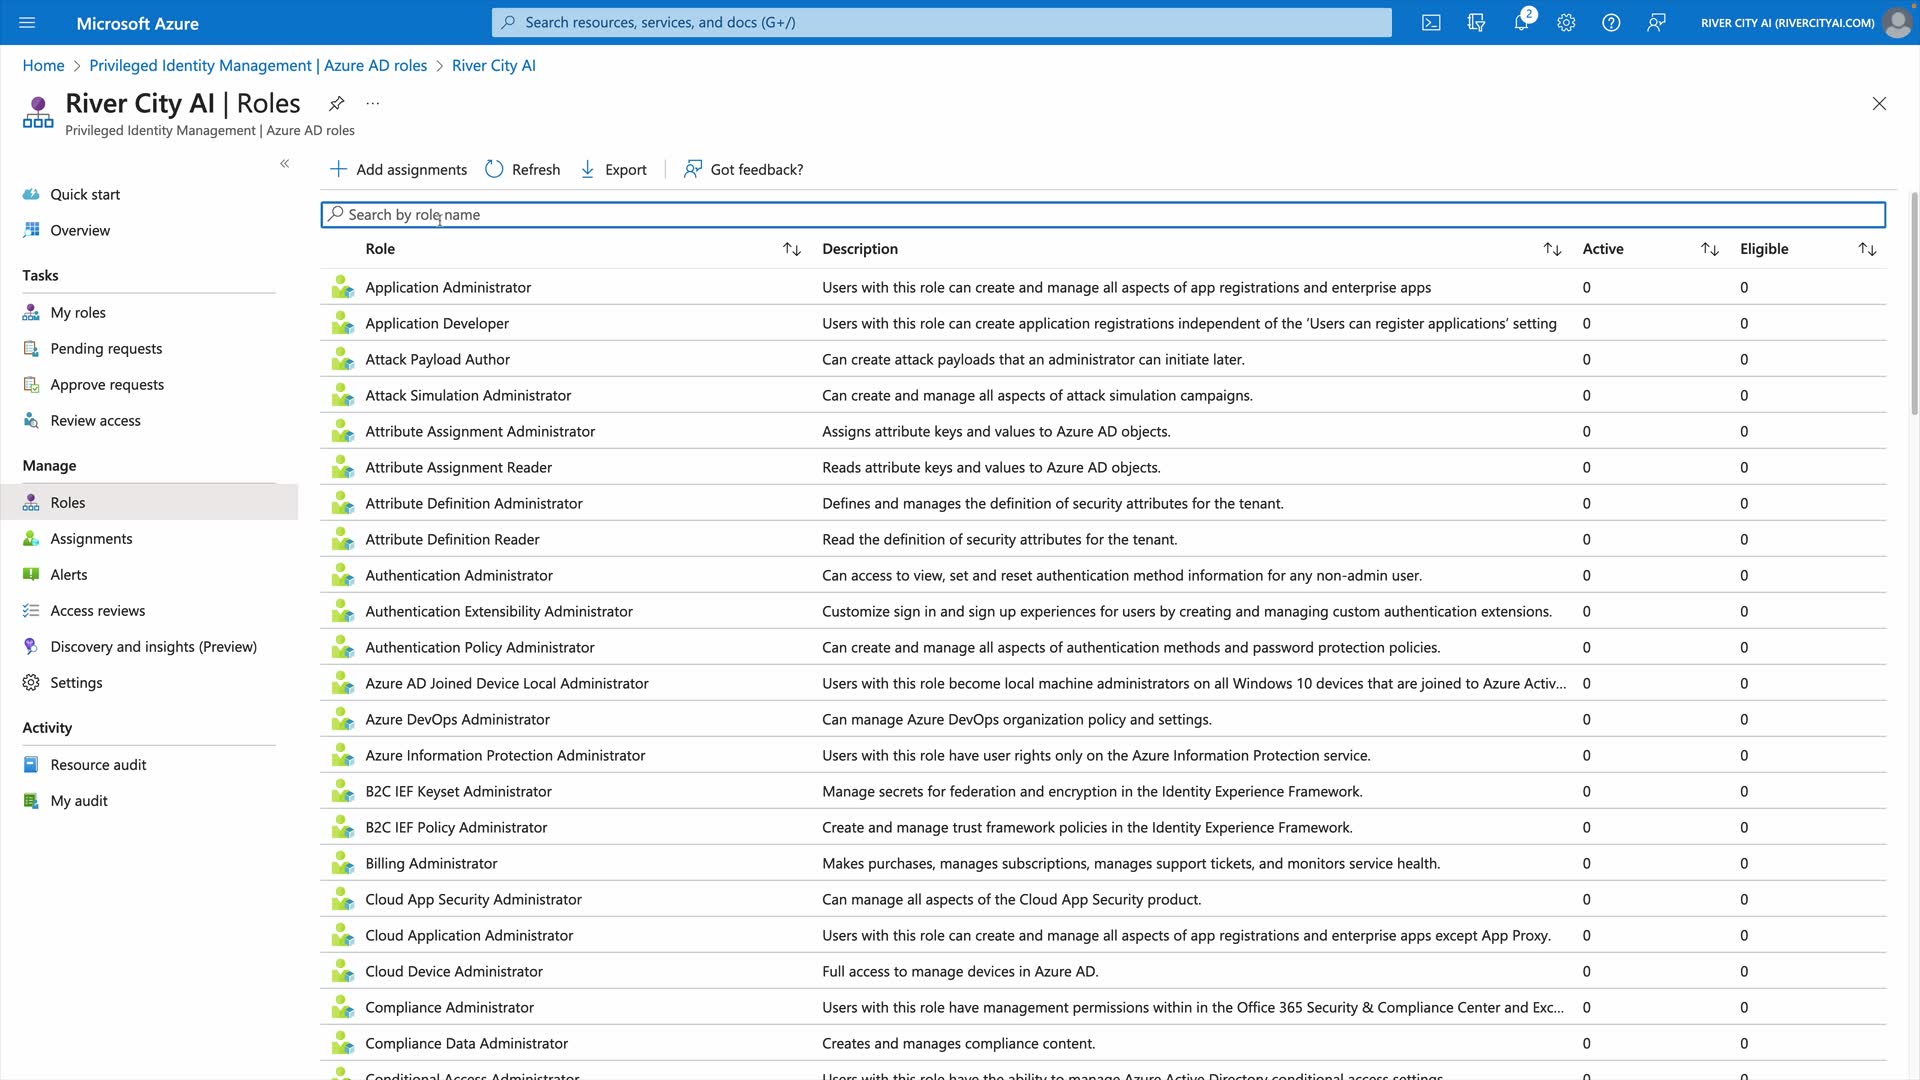 Microsoft Azure
Search resources, services, and docs (G+/)
2
RIVER CITY AI (RIVERCITYAI.COM)
Home > Privileged Identity Management | Azure AD roles > River City AI
River City AI | Roles
Privileged Identity Management | Azure AD roles
Quick start
Overview
Tasks
My roles
Pending requests
Approve requests
Review access
Manage
Roles
Assignments
Alerts
Access reviews
Discovery and insights (Preview)
Settings
Activity
Resource audit
My audit
Add assignments Refresh Export Got feedback?
Search by role name
Role Description Active Eligible
Application Administrator Users with this role can create and manage all aspects of app registrations and enterprise apps 0 0
Application Developer Users with this role can create application registrations independent of the 'Users can register applications' setting 0 0
Attack Payload Author Can create attack payloads that an administrator can initiate later. 0 0
Attack Simulation Administrator Can create and manage all aspects of attack simulation campaigns. 0 0
Attribute Assignment Administrator Assigns attribute keys and values to Azure AD objects. 0 0
Attribute Assignment Reader Reads attribute keys and values to Azure AD objects. 0 0
Attribute Definition Administrator Defines and manages the definition of security attributes for the tenant. 0 0
Attribute Definition Reader Read the definition of security attributes for the tenant. 0 0
Authentication Administrator Can access to view, set and reset authentication method information for any non-admin user. 0 0
Authentication Extensibility Administrator Customize sign in and sign up experiences for users by creating and managing custom authentication extensions. 0 0
Authentication Policy Administrator Can create and manage all aspects of authentication methods and password protection policies. 0 0
Azure AD Joined Device Local Administrator Users with this role become local machine administrators on all Windows 10 devices that are joined to Azure Activ... 0 0
Azure DevOps Administrator Can manage Azure DevOps organization policy and settings. 0 0
Azure Information Protection Administrator Users with this role have user rights only on the Azure Information Protection service. 0 0
B2C IEF Keyset Administrator Manage secrets for federation and encryption in the Identity Experience Framework. 0 0
B2C IEF Policy Administrator Create and manage trust framework policies in the Identity Experience Framework. 0 0
Billing Administrator Makes purchases, manages subscriptions, manages support tickets, and monitors service health. 0 0
Cloud App Security Administrator Can manage all aspects of the Cloud App Security product. 0 0
Cloud Application Administrator Users with this role can create and manage all aspects of app registrations and enterprise apps except App Proxy. 0 0
Cloud Device Administrator Full access to manage devices in Azure AD. 0 0
Compliance Administrator Users with this role have management permissions within in the Office 365 Security & Compliance Center and Exc... 0 0
Compliance Data Administrator Creates and manages compliance content. 0 0
Conditional Access Administrator Users with this role have the ability to manage Azure Active Directory conditional access settings. 0 0